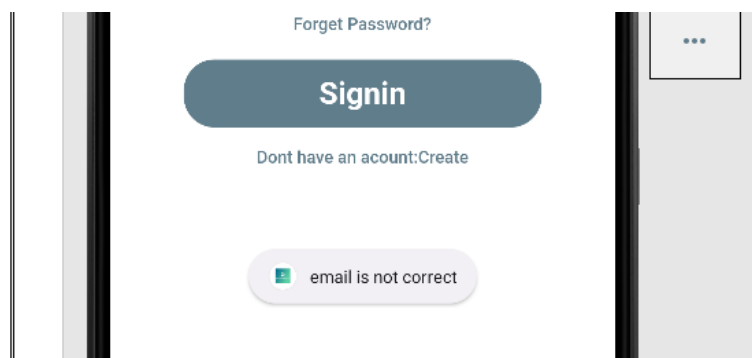 Forget Password?
Signin
Dont have an acount:Create
email is not correct